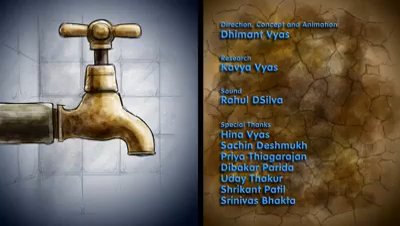 Direction, Concept and Animation
Dhimant Vyas
Research
Kavya Vyas
Sound
Rahul DSilva
Special Thanks
Hina Vyas
Sachin Deshmukh
Priya Thiagarajan
Dibakar Parida
Uday Thakur
Shrikant Patil
Srinivas Bhakta